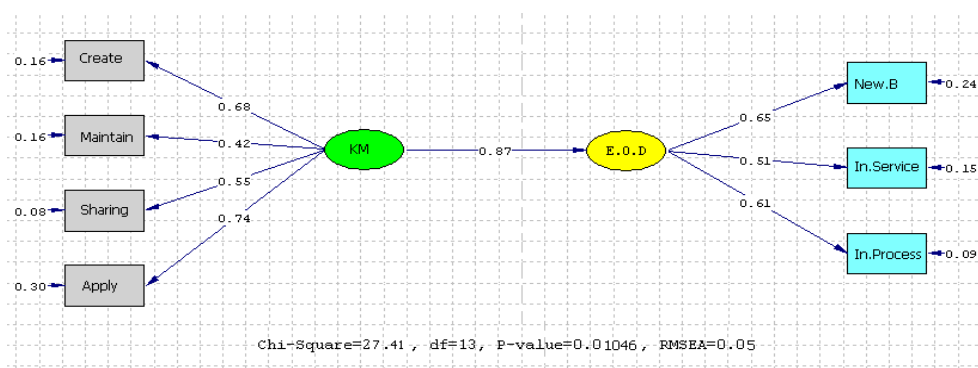 0.16 Create
0.68
0.16 Maintain
0.42
0.08 Sharing
0.55
0.30 Apply
0.74
KM
0.87
E.O.D
0.65
New.B 0.24
0.51
In.Service 0.15
0.61
In.Process 0.09
Chi-Square=27.41, df=13, P-value=0.01046, RMSEA=0.05